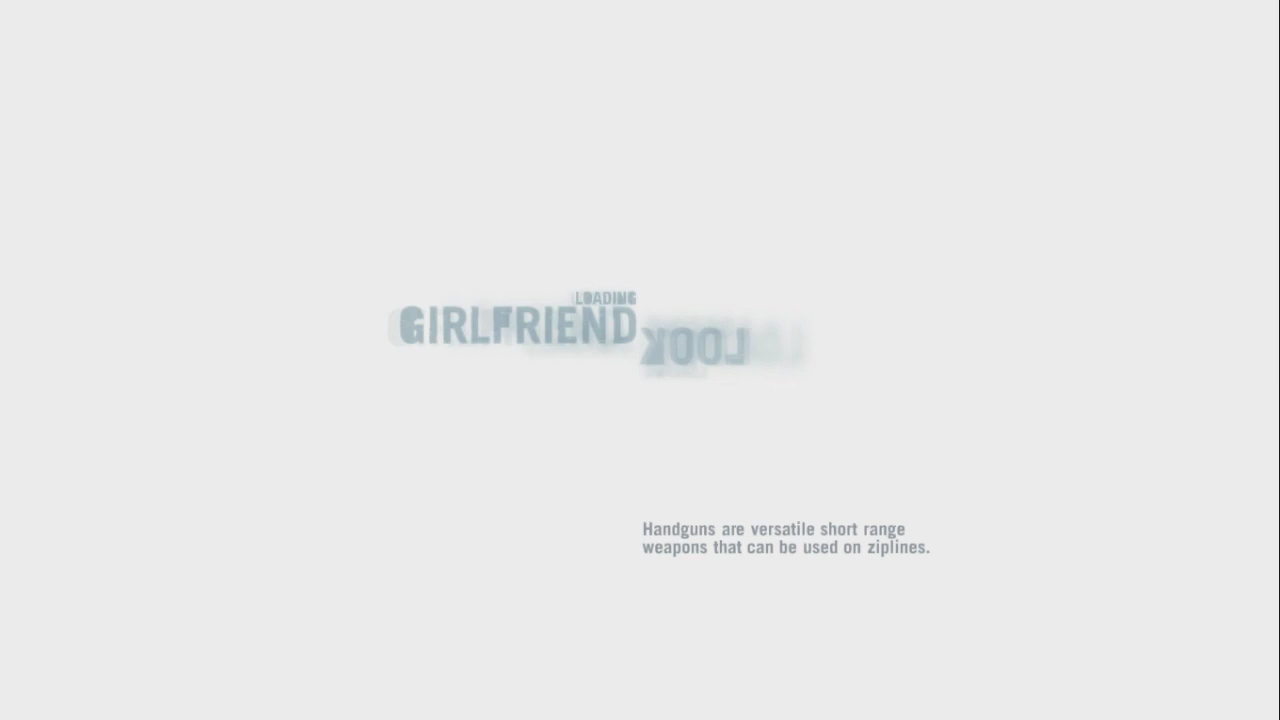 LOADING
GIRLFRIEND
LOOK
Handguns are versatile short range
weapons that can be used on ziplines.